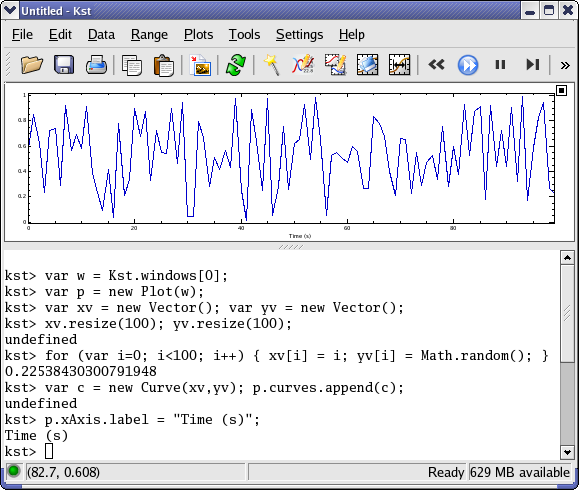 Untitled - Kst
File Edit Data Range Plots Tools Settings Help
»
1
0.8
0.6
0.4
0.2
0
0 20 40 60 80
Time (s)
kst> var w = Kst.windows[0];
kst> var p = new Plot(w);
kst> var xv = new Vector(); var yv = new Vector();
kst> xv.resize(100); yv.resize(100);
undefined
kst> for (var i=0; i<100; i++) { xv[i] = i; yv[i] = Math.random(); }
0.22538430300791948
kst> var c = new Curve(xv,yv); p.curves.append(c);
undefined
kst> p.xAxis.label = "Time (s)";
Time (s)
kst>
(82.7, 0.608) Ready 629 MB available